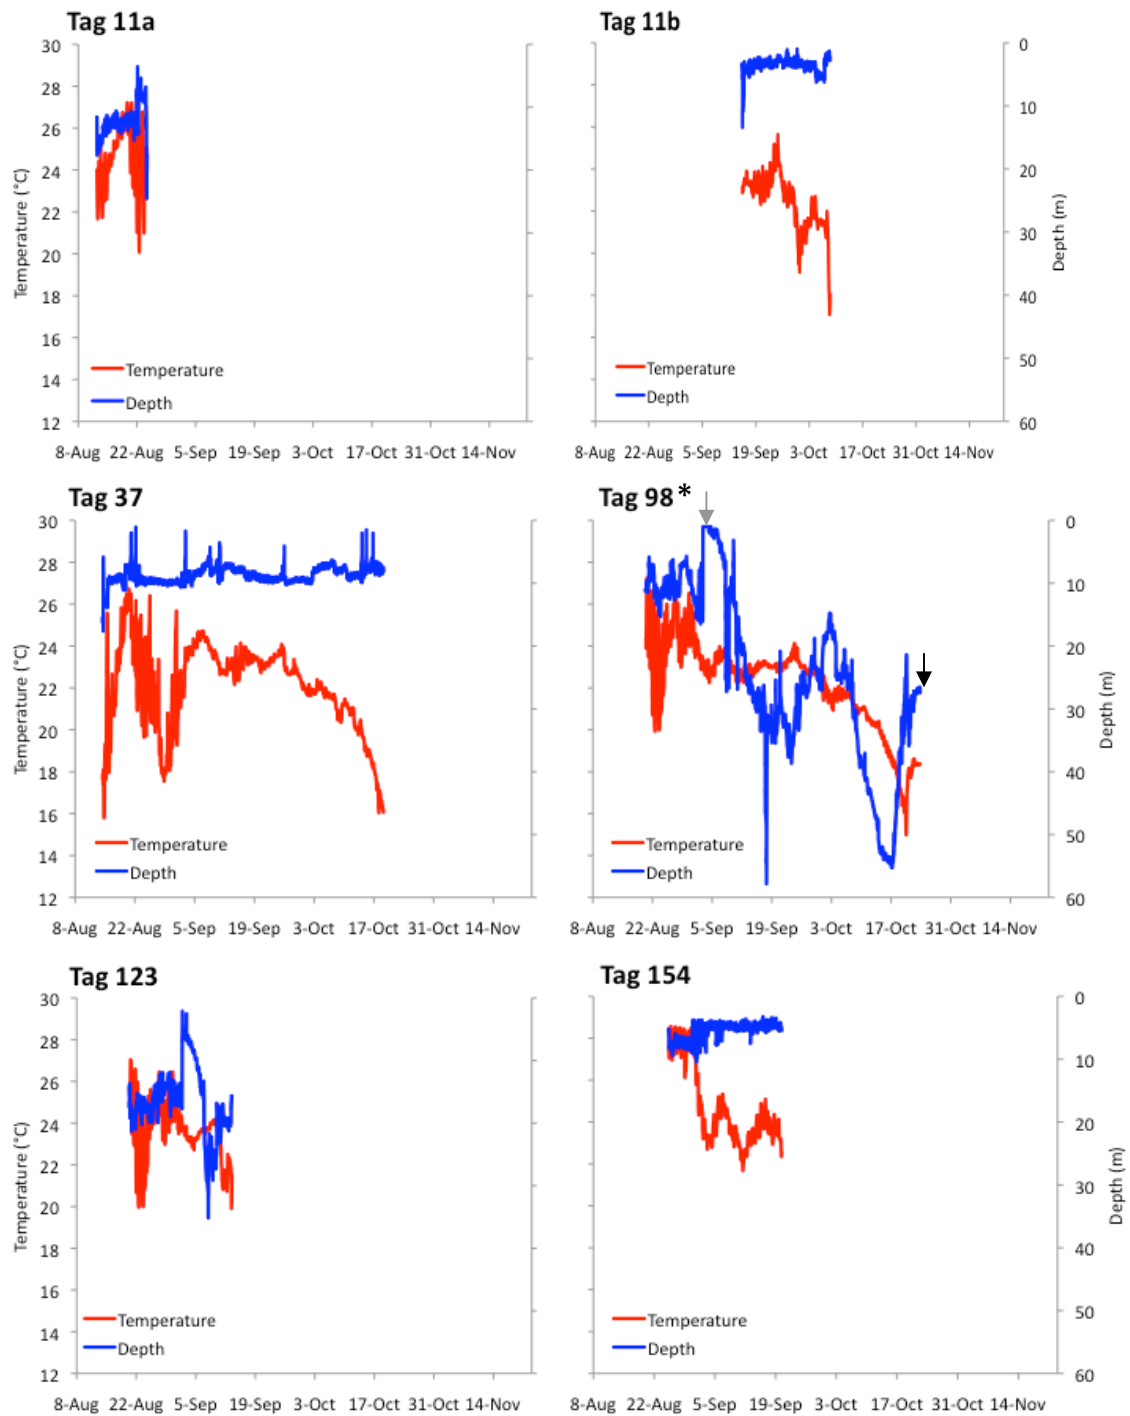 Tag 11a
Tag 11b
30
28
26
24
22
20
18
16
14
12
Temperature (°C)
Temperature
Depth
8-Aug 22-Aug 5-Sep 19-Sep 3-Oct 17-Oct 31-Oct 14-Nov
0
10
20
30
40
50
60
Depth (m)
Temperature
Depth
8-Aug 22-Aug 5-Sep 19-Sep 3-Oct 17-Oct 31-Oct 14-Nov
Tag 37
Tag 98*
30
28
26
24
22
20
18
16
14
12
Temperature (°C)
Temperature
Depth
8-Aug 22-Aug 5-Sep 19-Sep 3-Oct 17-Oct 31-Oct 14-Nov
0
10
20
30
40
50
60
Depth (m)
Temperature
Depth
8-Aug 22-Aug 5-Sep 19-Sep 3-Oct 17-Oct 31-Oct 14-Nov
Tag 123
Tag 154
30
28
26
24
22
20
18
16
14
12
Temperature (°C)
Temperature
Depth
8-Aug 22-Aug 5-Sep 19-Sep 3-Oct 17-Oct 31-Oct 14-Nov
0
10
20
30
40
50
60
Depth (m)
Temperature
Depth
8-Aug 22-Aug 5-Sep 19-Sep 3-Oct 17-Oct 31-Oct 14-Nov